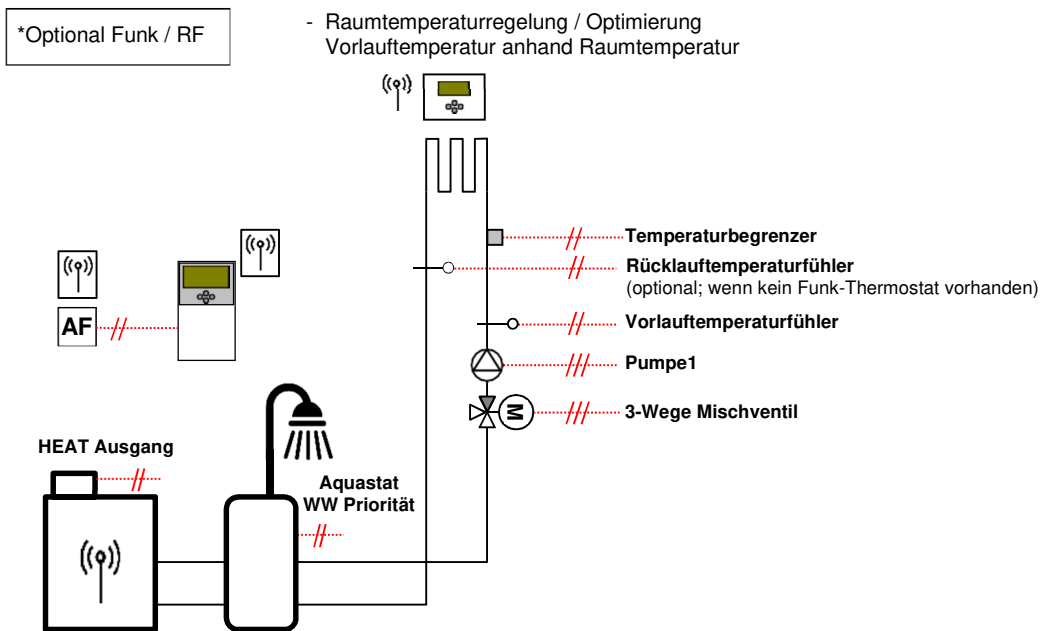 *Optional Funk / RF
- Raumtemperaturregelung / Optimierung
Vorlauftemperatur anhand Raumtemperatur
Temperaturbegrenzer
Rücklauftemperaturfühler
(optional; wenn kein Funk-Thermostat vorhanden)
AF
Vorlauftemperaturfühler
Pumpe1
M
3-Wege Mischventil
HEAT Ausgang
Aquastat
WW Priorität